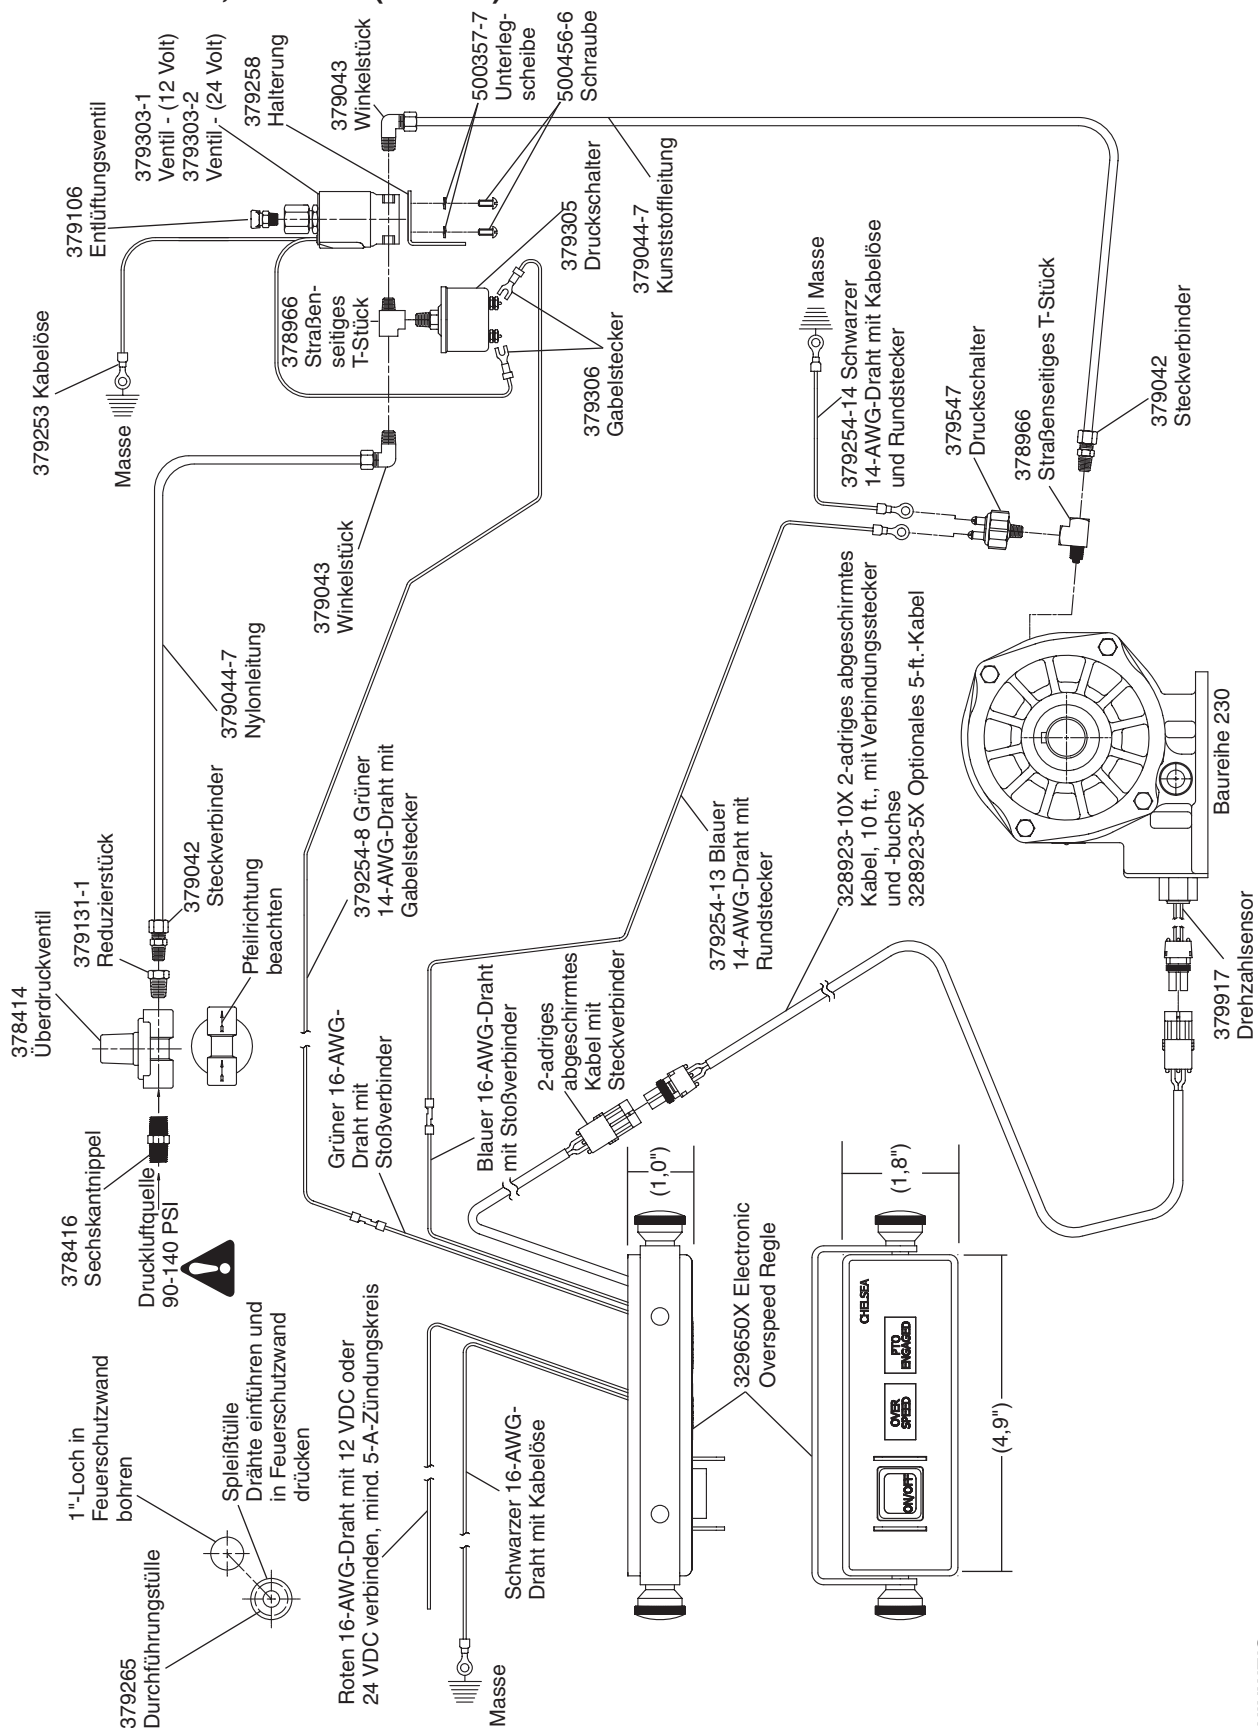 378414
Überdruckventil
379131-1
Reduzierstück
379042
Steckverbinder
379044-7
Nylonleitung
379253 Kabelöse
Masse
379106
Entlüftungsventil
379303-1
Ventil - (12 Volt)
379303-2
Ventil - (24 Volt)
379258
Halterung
379043
Winkelstück
500357-7
Unterleg-
scheibe
500456-6
Schraube
378416
Sechskantnippel
Druckluftquelle
90-140 PSI
Pfeilrichtung
beachten
379043
Winkelstück
378966
Straßen-
seitiges
T-Stück
379305
Druckschalter
379306
Gabelstecker
379044-7
Kunststoffleitung
379265
Durchführungstülle
1"-Loch in
Feuerschutzwand
bohren
Spleißtülle
Drähte einführen und
in Feuerschutzwand
drücken
Grüner 16-AWG-
Draht mit
Stoßverbinder
379254-8 Grüner
14-AWG-Draht mit
Gabelstecker
Roten 16-AWG-Draht mit 12 VDC oder
24 VDC verbinden, mind. 5-A-Zündungskreis
Blauer 16-AWG-Draht
mit Stoßverbinder
2-adriges
abgeschirmtes
Kabel mit
Steckverbinder
379254-13 Blauer
14-AWG-Draht mit
Rundstecker
Masse
379254-14 Schwarzer
14-AWG-Draht mit Kabelöse
und Rundstecker
379547
Druckschalter
378966
Straßenseitiges T-Stück
379042
Steckverbinder
Masse
Schwarzer 16-AWG-
Draht mit Kabelöse
328923-10X 2-adriges abgeschirmtes
Kabel, 10 ft., mit Verbindungsstecker
und -buchse
328923-5X Optionales 5-ft.-Kabel
(1,0")
329650X Electronic
Overspeed Regle
(1,8")
CHELSEA
ON/OFF
OVER
SPEED
PTO
ENGAGED
(4,9")
379917
Drehzahlsensor
Baureihe 230